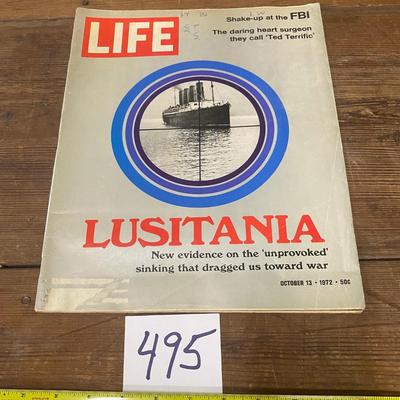 LIFE
Shake-up at the FBI
The daring heart surgeon
they call 'Ted Terrific'
LUSITANIA
New evidence on the 'unprovoked'
sinking that dragged us toward war
OCTOBER 13 · 1972 · 50¢
495